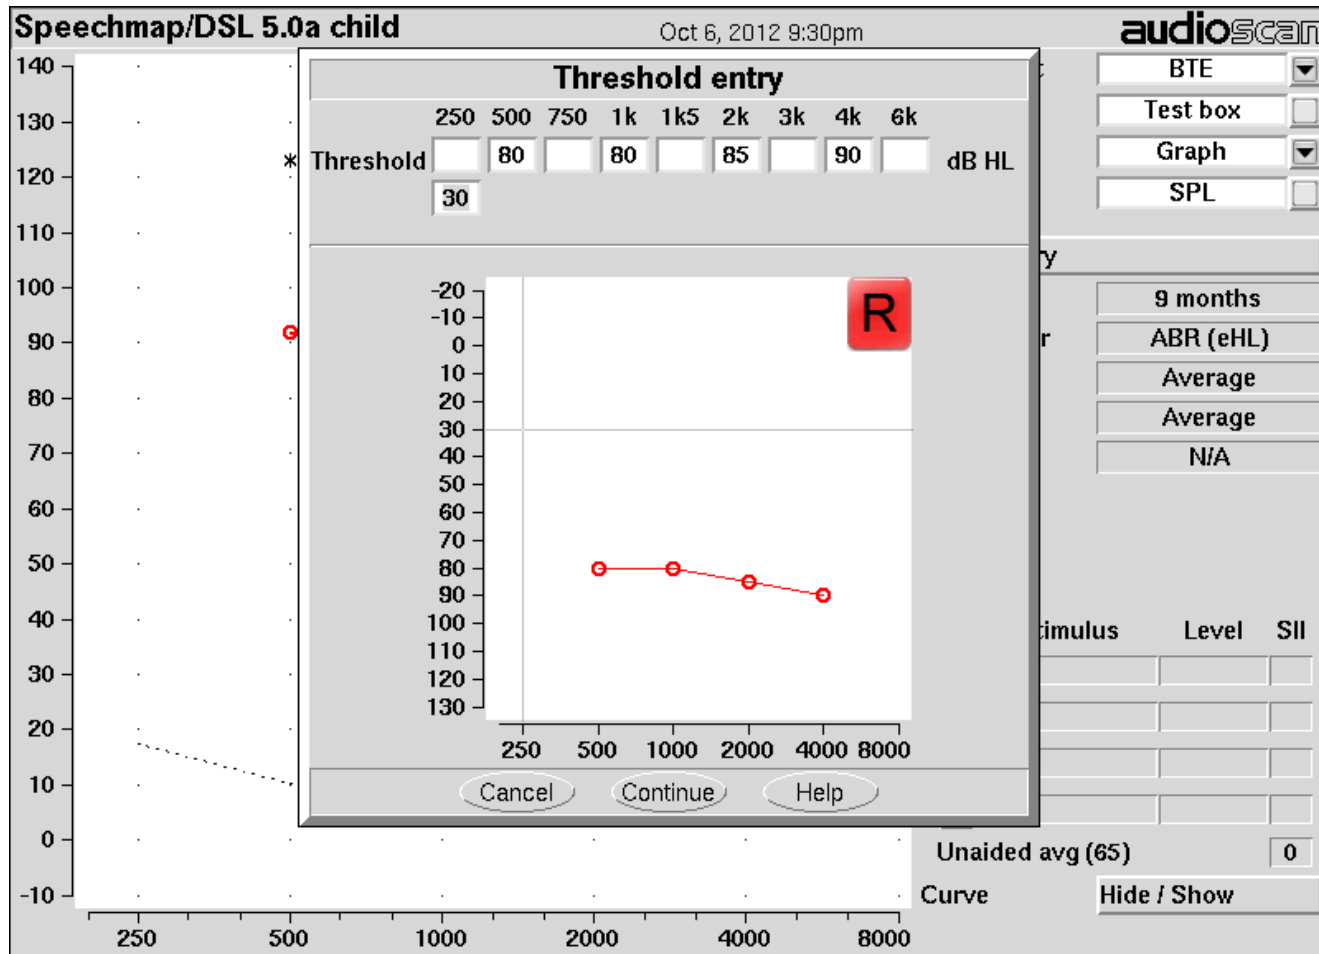 Speechmap/DSL 5.0a child Oct 6, 2012 9:30pm audioscan
Threshold entry
250 500 750 1k 1k5 2k 3k 4k 6k
Threshold 80 80 85 90 dB HL
30
R
-20
-10
0
10
20
30
40
50
60
70
80
90
100
110
120
130
250 500 1000 2000 4000 8000
Cancel Continue Help
140
130
120
110
100
90
80
70
60
50
40
30
20
10
0
-10
250 500 1000 2000 4000 8000
BTE
Test box
Graph
SPL
9 months
ABR (eHL)
Average
Average
N/A
timulus Level SII
Unaided avg (65) 0
Curve Hide / Show